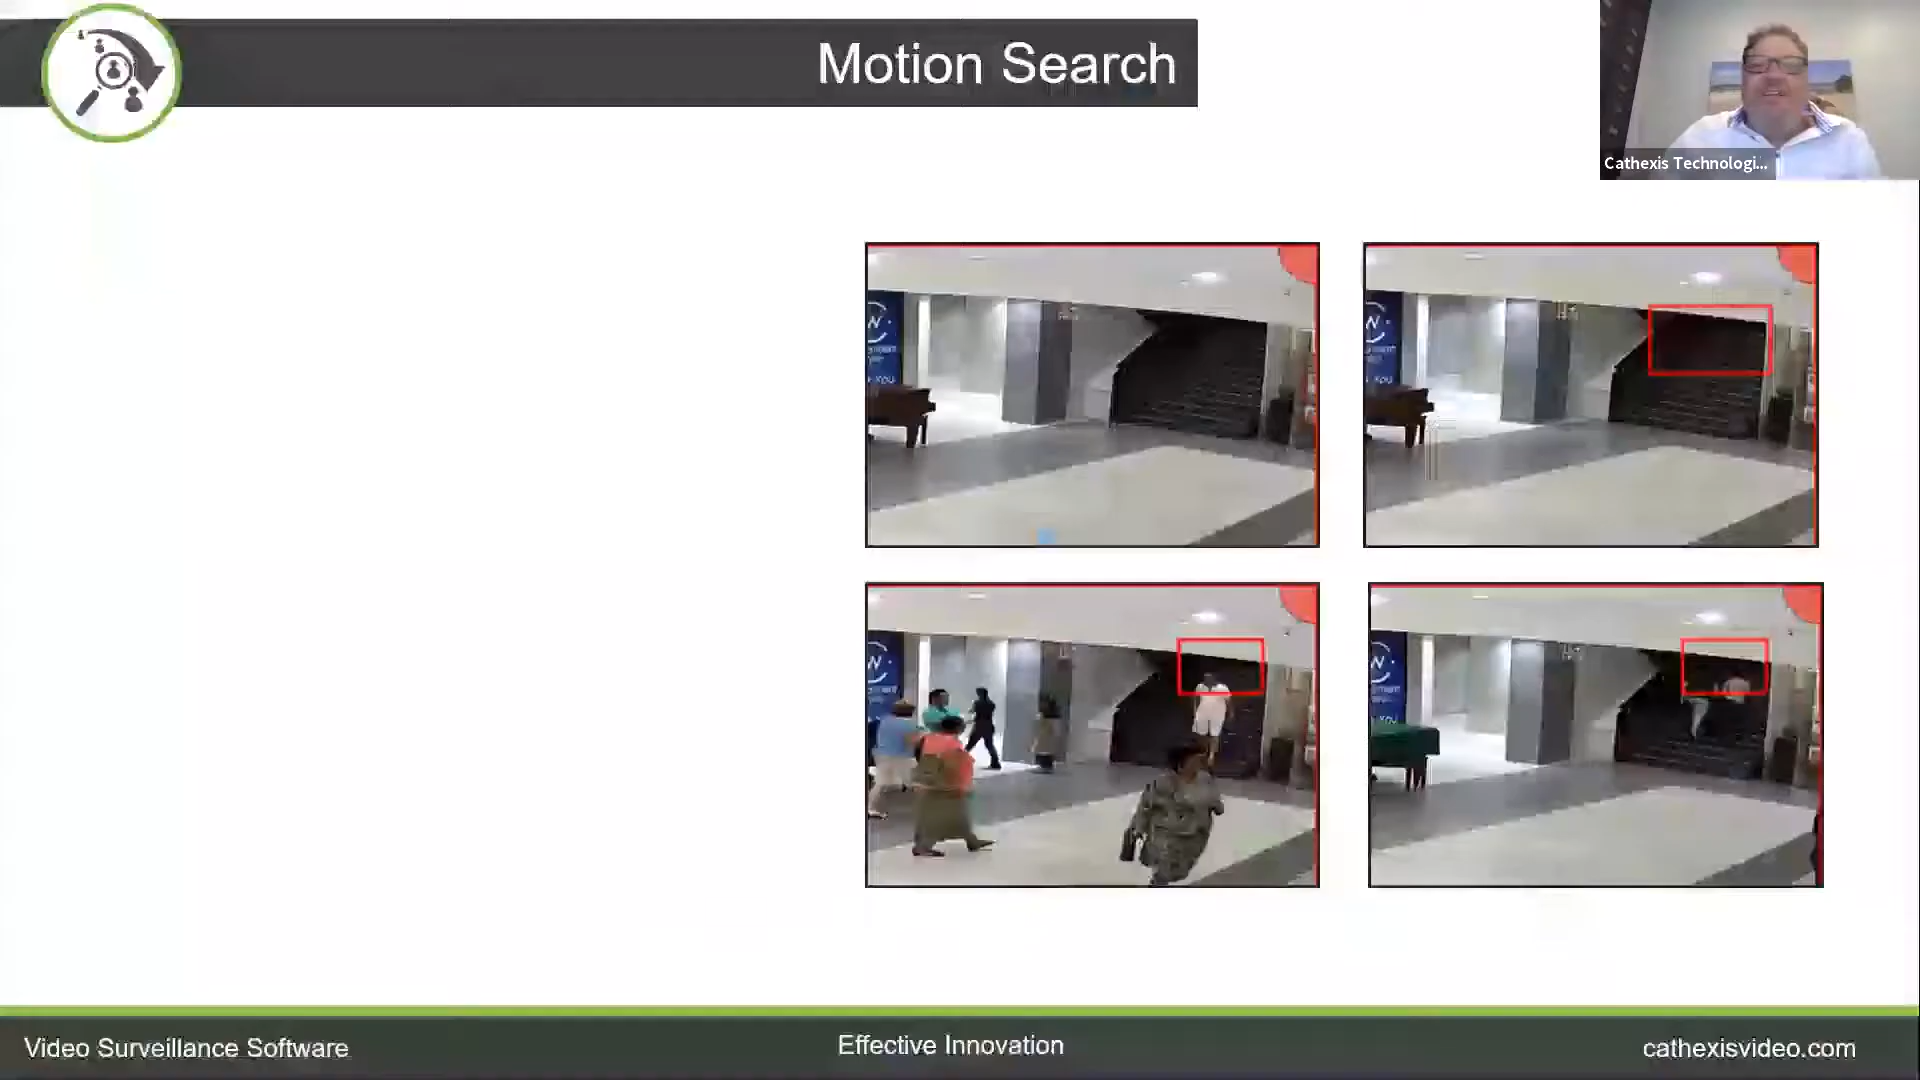 Motion Search
Cathexis Technologi...
Video Surveillance Software
Effective Innovation
cathexisvideo.com